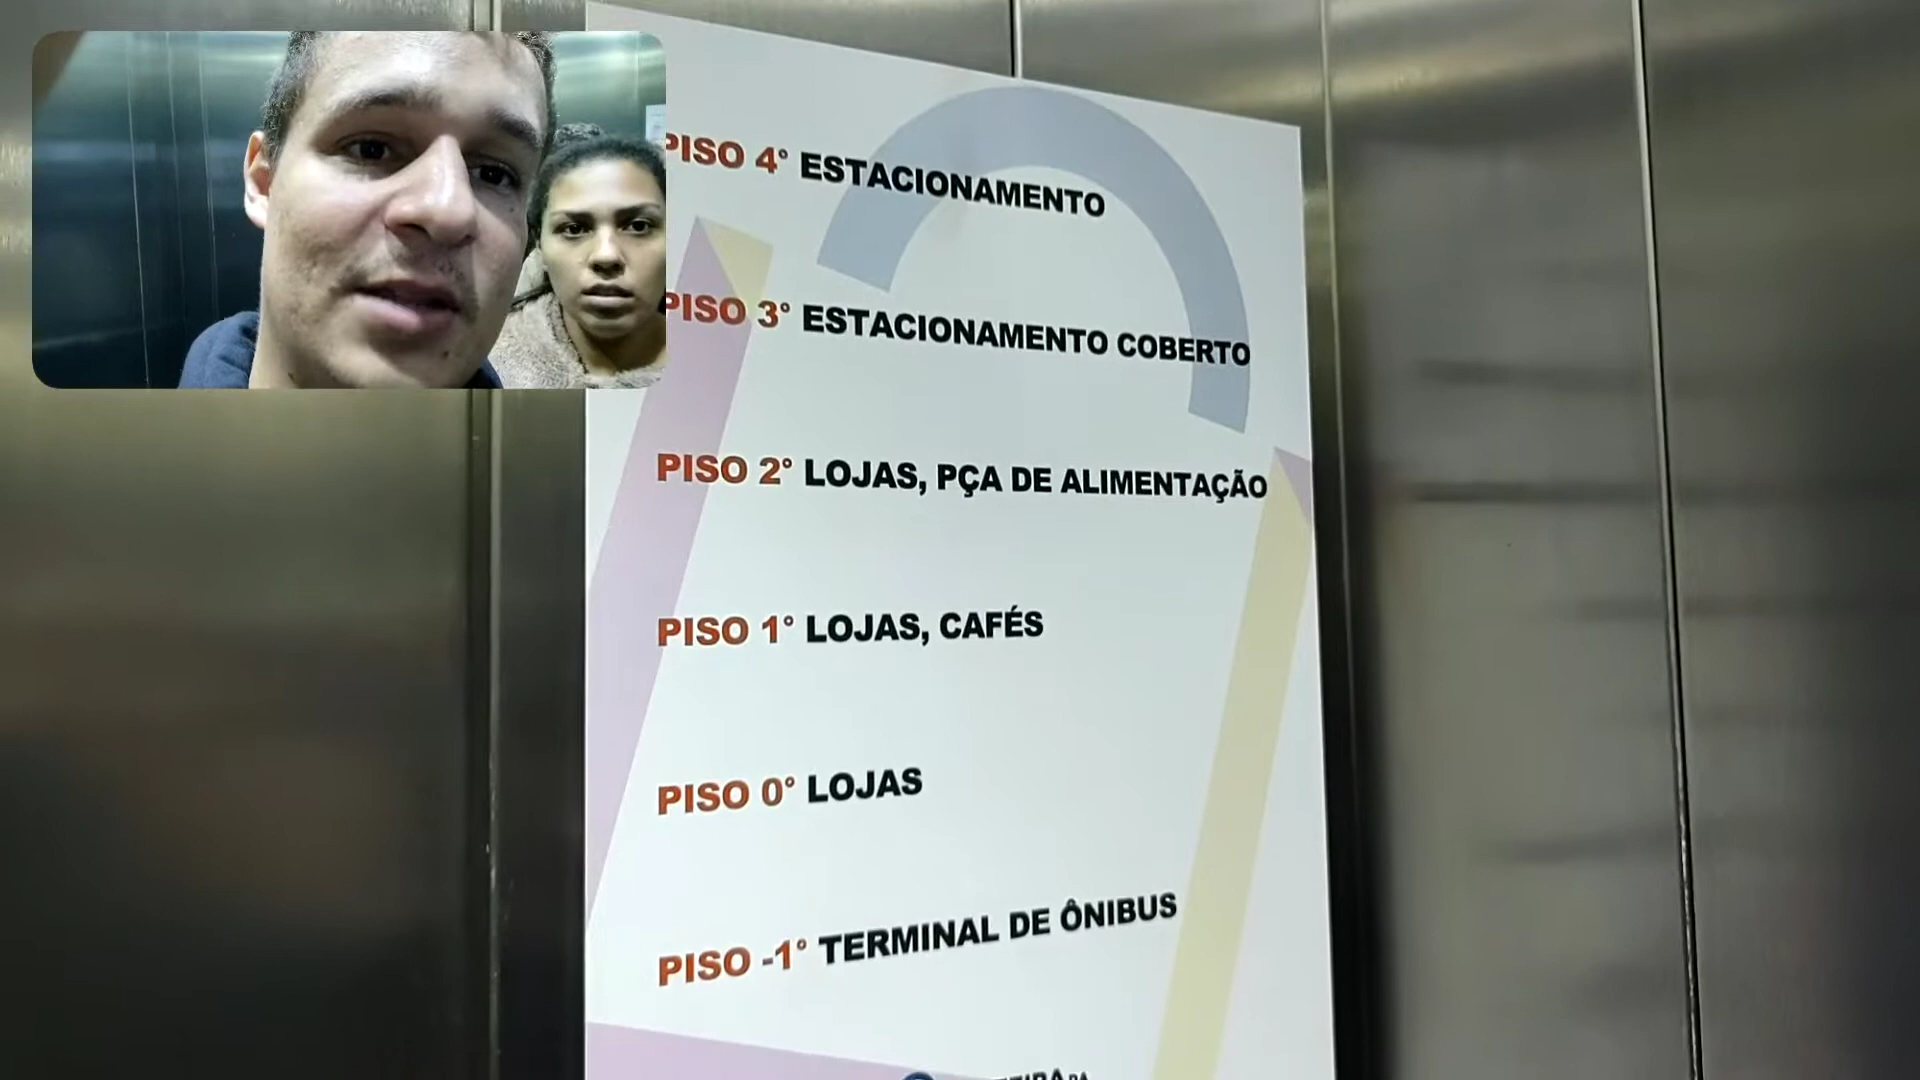 PISO 4° ESTACIONAMENTO
PISO 3° ESTACIONAMENTO COBERTO
PISO 2° LOJAS, PÇA DE ALIMENTAÇÃO
PISO 1° LOJAS, CAFÉS
PISO 0° LOJAS
PISO -1° TERMINAL DE ÔNIBUS